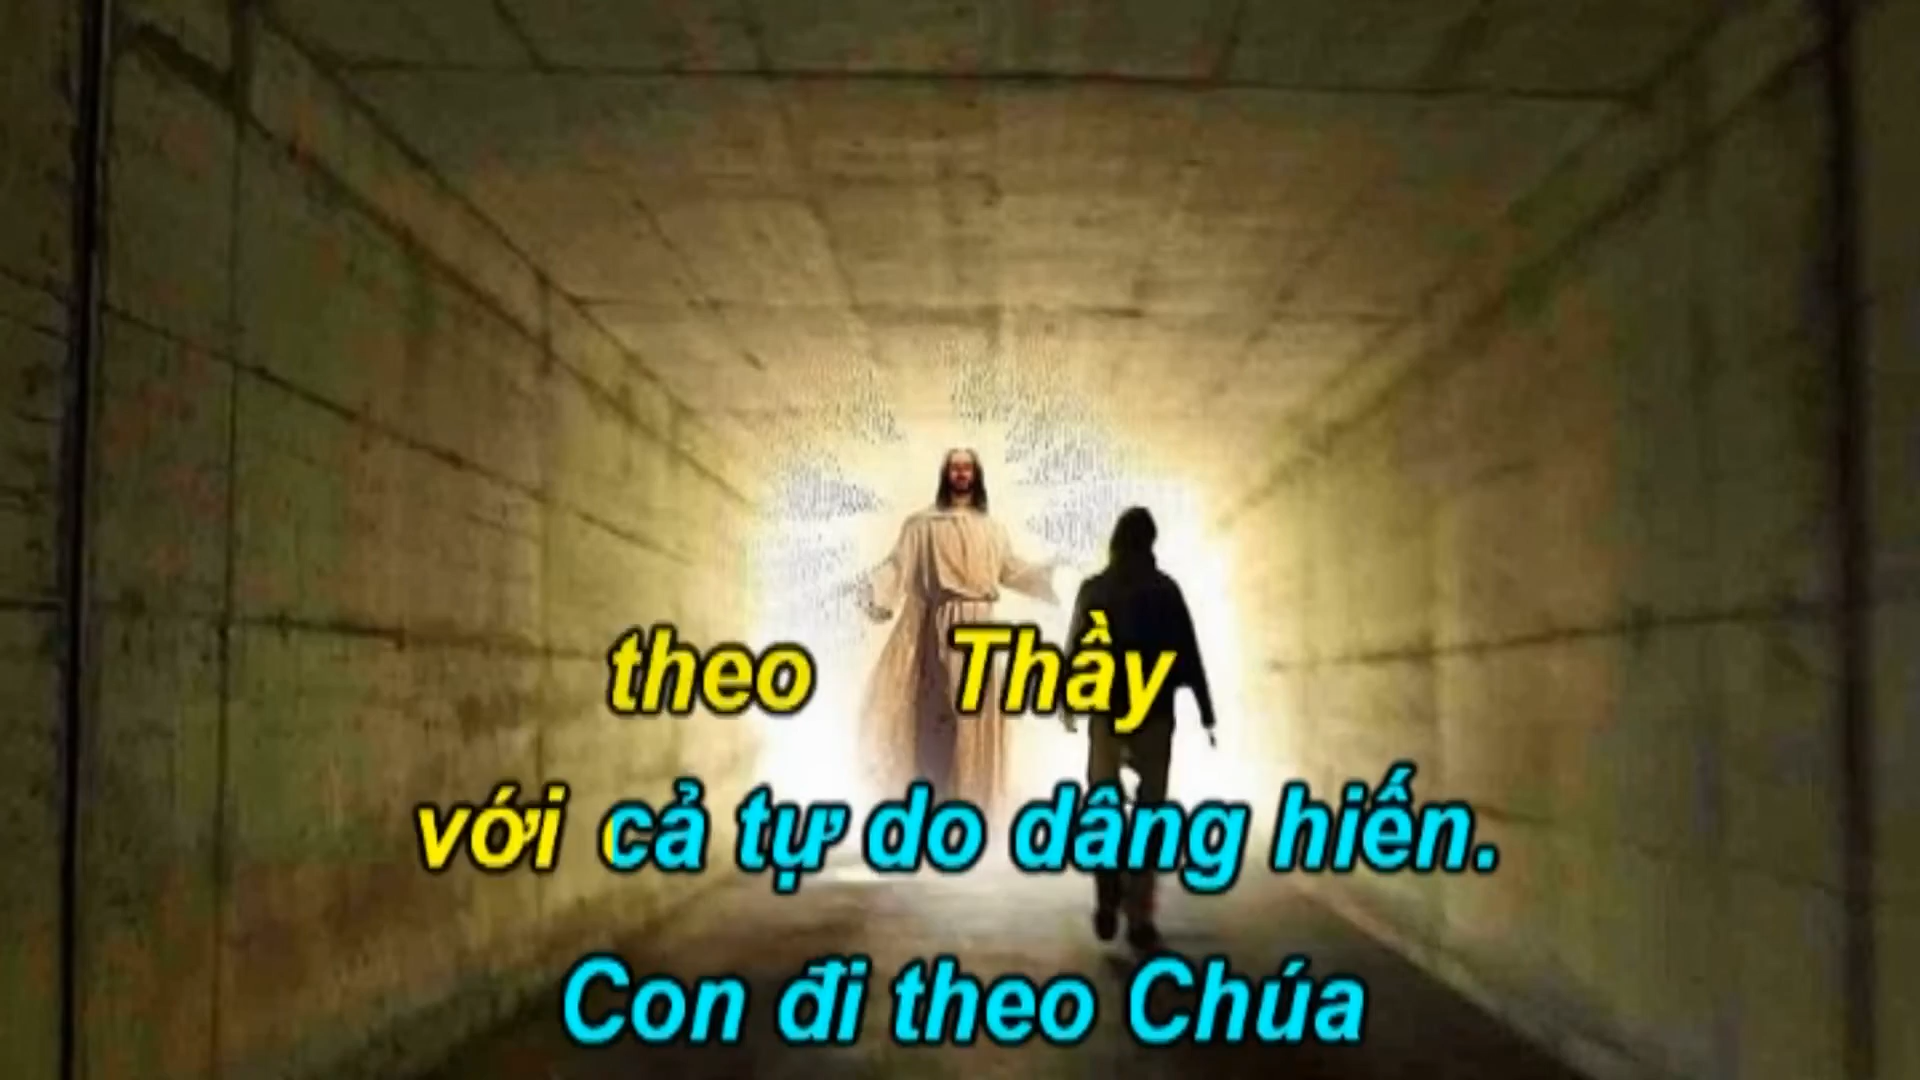 theo Thầy
với cả tự do dâng hiến.
Con đi theo Chúa